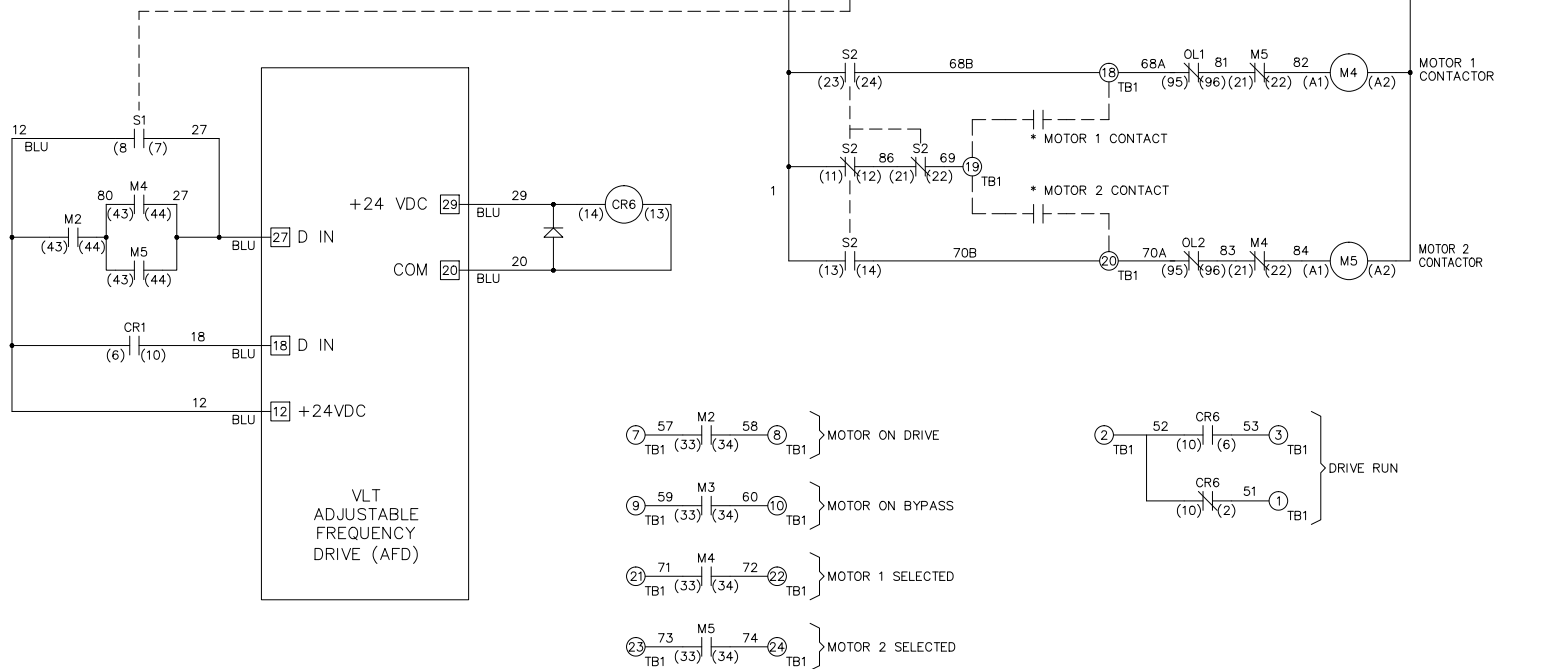 S2
68B
68A
OL1
81
M5
82
M4
MOTOR 1
CONTACTOR
(23) (24)
18
TB1
(95) (96) (21) (22)
(A1) (A2)
* MOTOR 1 CONTACT
S1
12
BLU
27
(8 (7)
S2
86
S2
69
19
(11) (12) (21) (22)
TB1
1
* MOTOR 2 CONTACT
M4
80
27
(43) (44)
M2
(43) (44)
M5
(43) (44)
BLU
27 D IN
+24 VDC 29
29
BLU
(14) CR6 (13)
COM 20
20
BLU
S2
70B
70A
OL2
83
M4
84
M5
MOTOR 2
CONTACTOR
(13) (14)
20
TB1
(95) (96) (21) (22)
(A1) (A2)
CR1
18
(6) (10)
BLU
18 D IN
12
BLU
12 +24VDC
VLT
ADJUSTABLE
FREQUENCY
DRIVE (AFD)
M2
7 57 58 8
TB1 (33) (34) TB1
MOTOR ON DRIVE
M3
9 59 60 10
TB1 (33) (34) TB1
MOTOR ON BYPASS
M4
21 71 72 22
TB1 (33) (34) TB1
MOTOR 1 SELECTED
M5
23 73 74 24
TB1 (33) (34) TB1
MOTOR 2 SELECTED
CR6
2 52 53 3
TB1 (10) (6) TB1
DRIVE RUN
CR6
51 1
(10) (2) TB1